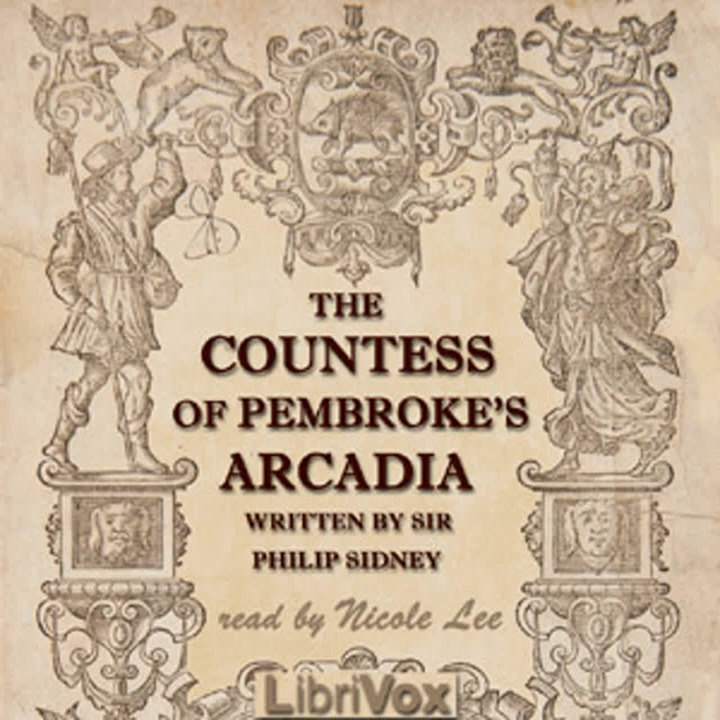 THE
COUNTESS
OF PEMBROKE'S
ARCADIA
WRITTEN BY SIR
PHILIP SIDNEY
read by Nicole Lee
LibriVox